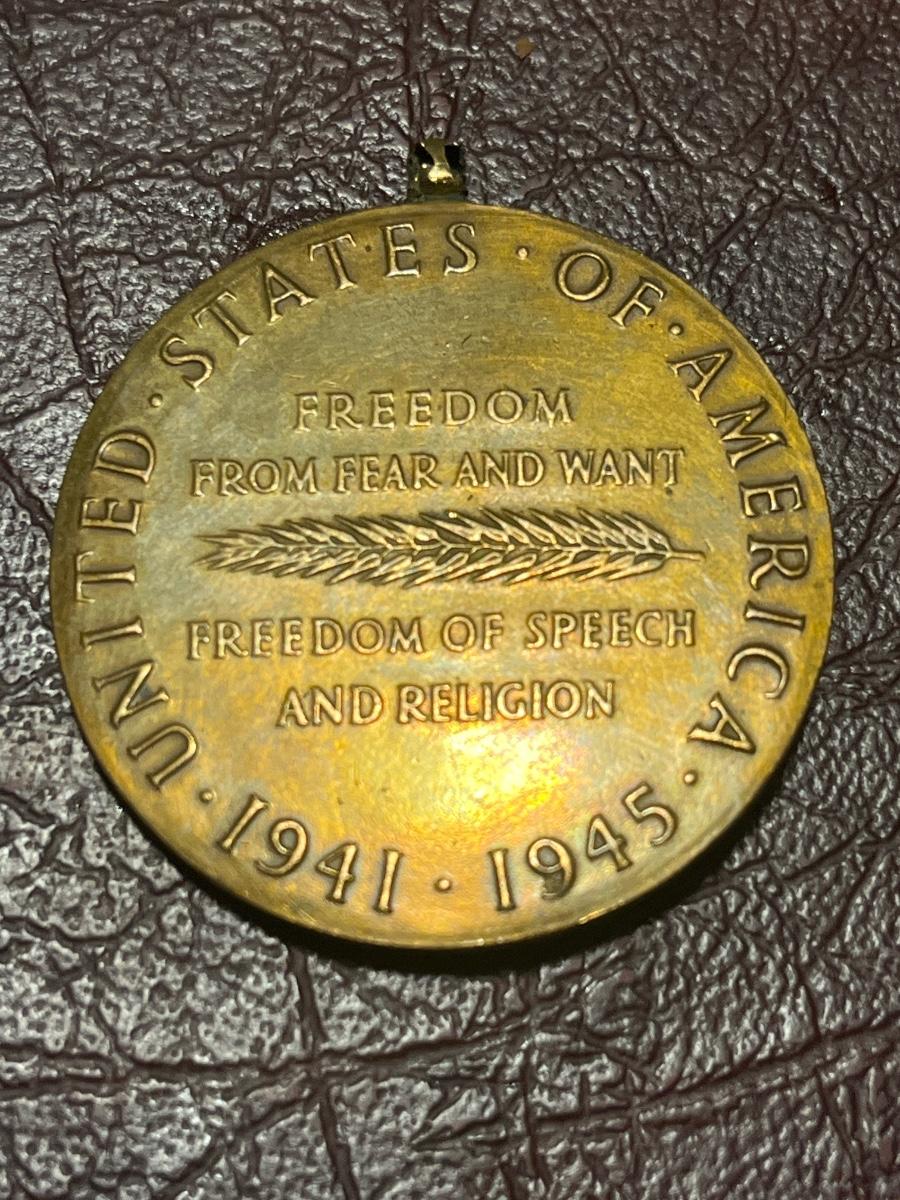 UNITED · STATES · OF · AMERICA
FREEDOM
FROM FEAR AND WANT
FREEDOM OF SPEECH
AND RELIGION
· 1941 · 1945 ·